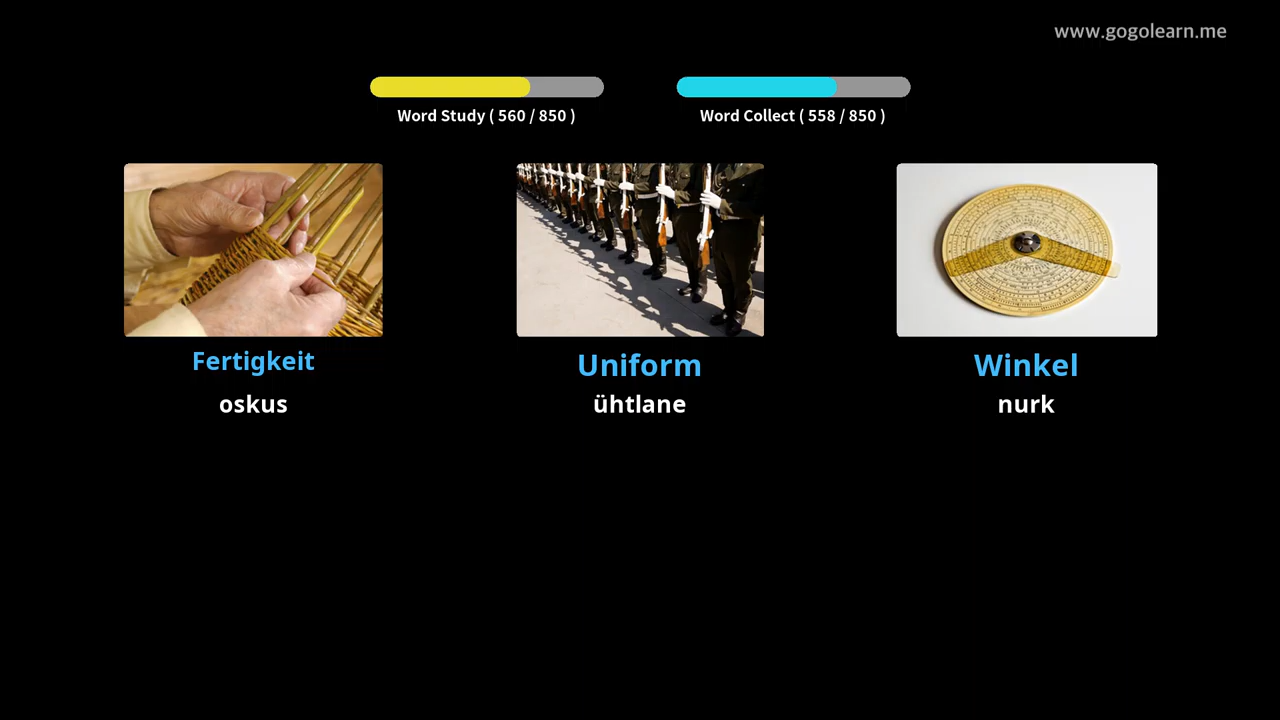 www.gogolearn.me
Word Study ( 560 / 850 )
Word Collect ( 558 / 850 )
Fertigkeit
oskus
Uniform
ühtlane
Winkel
nurk